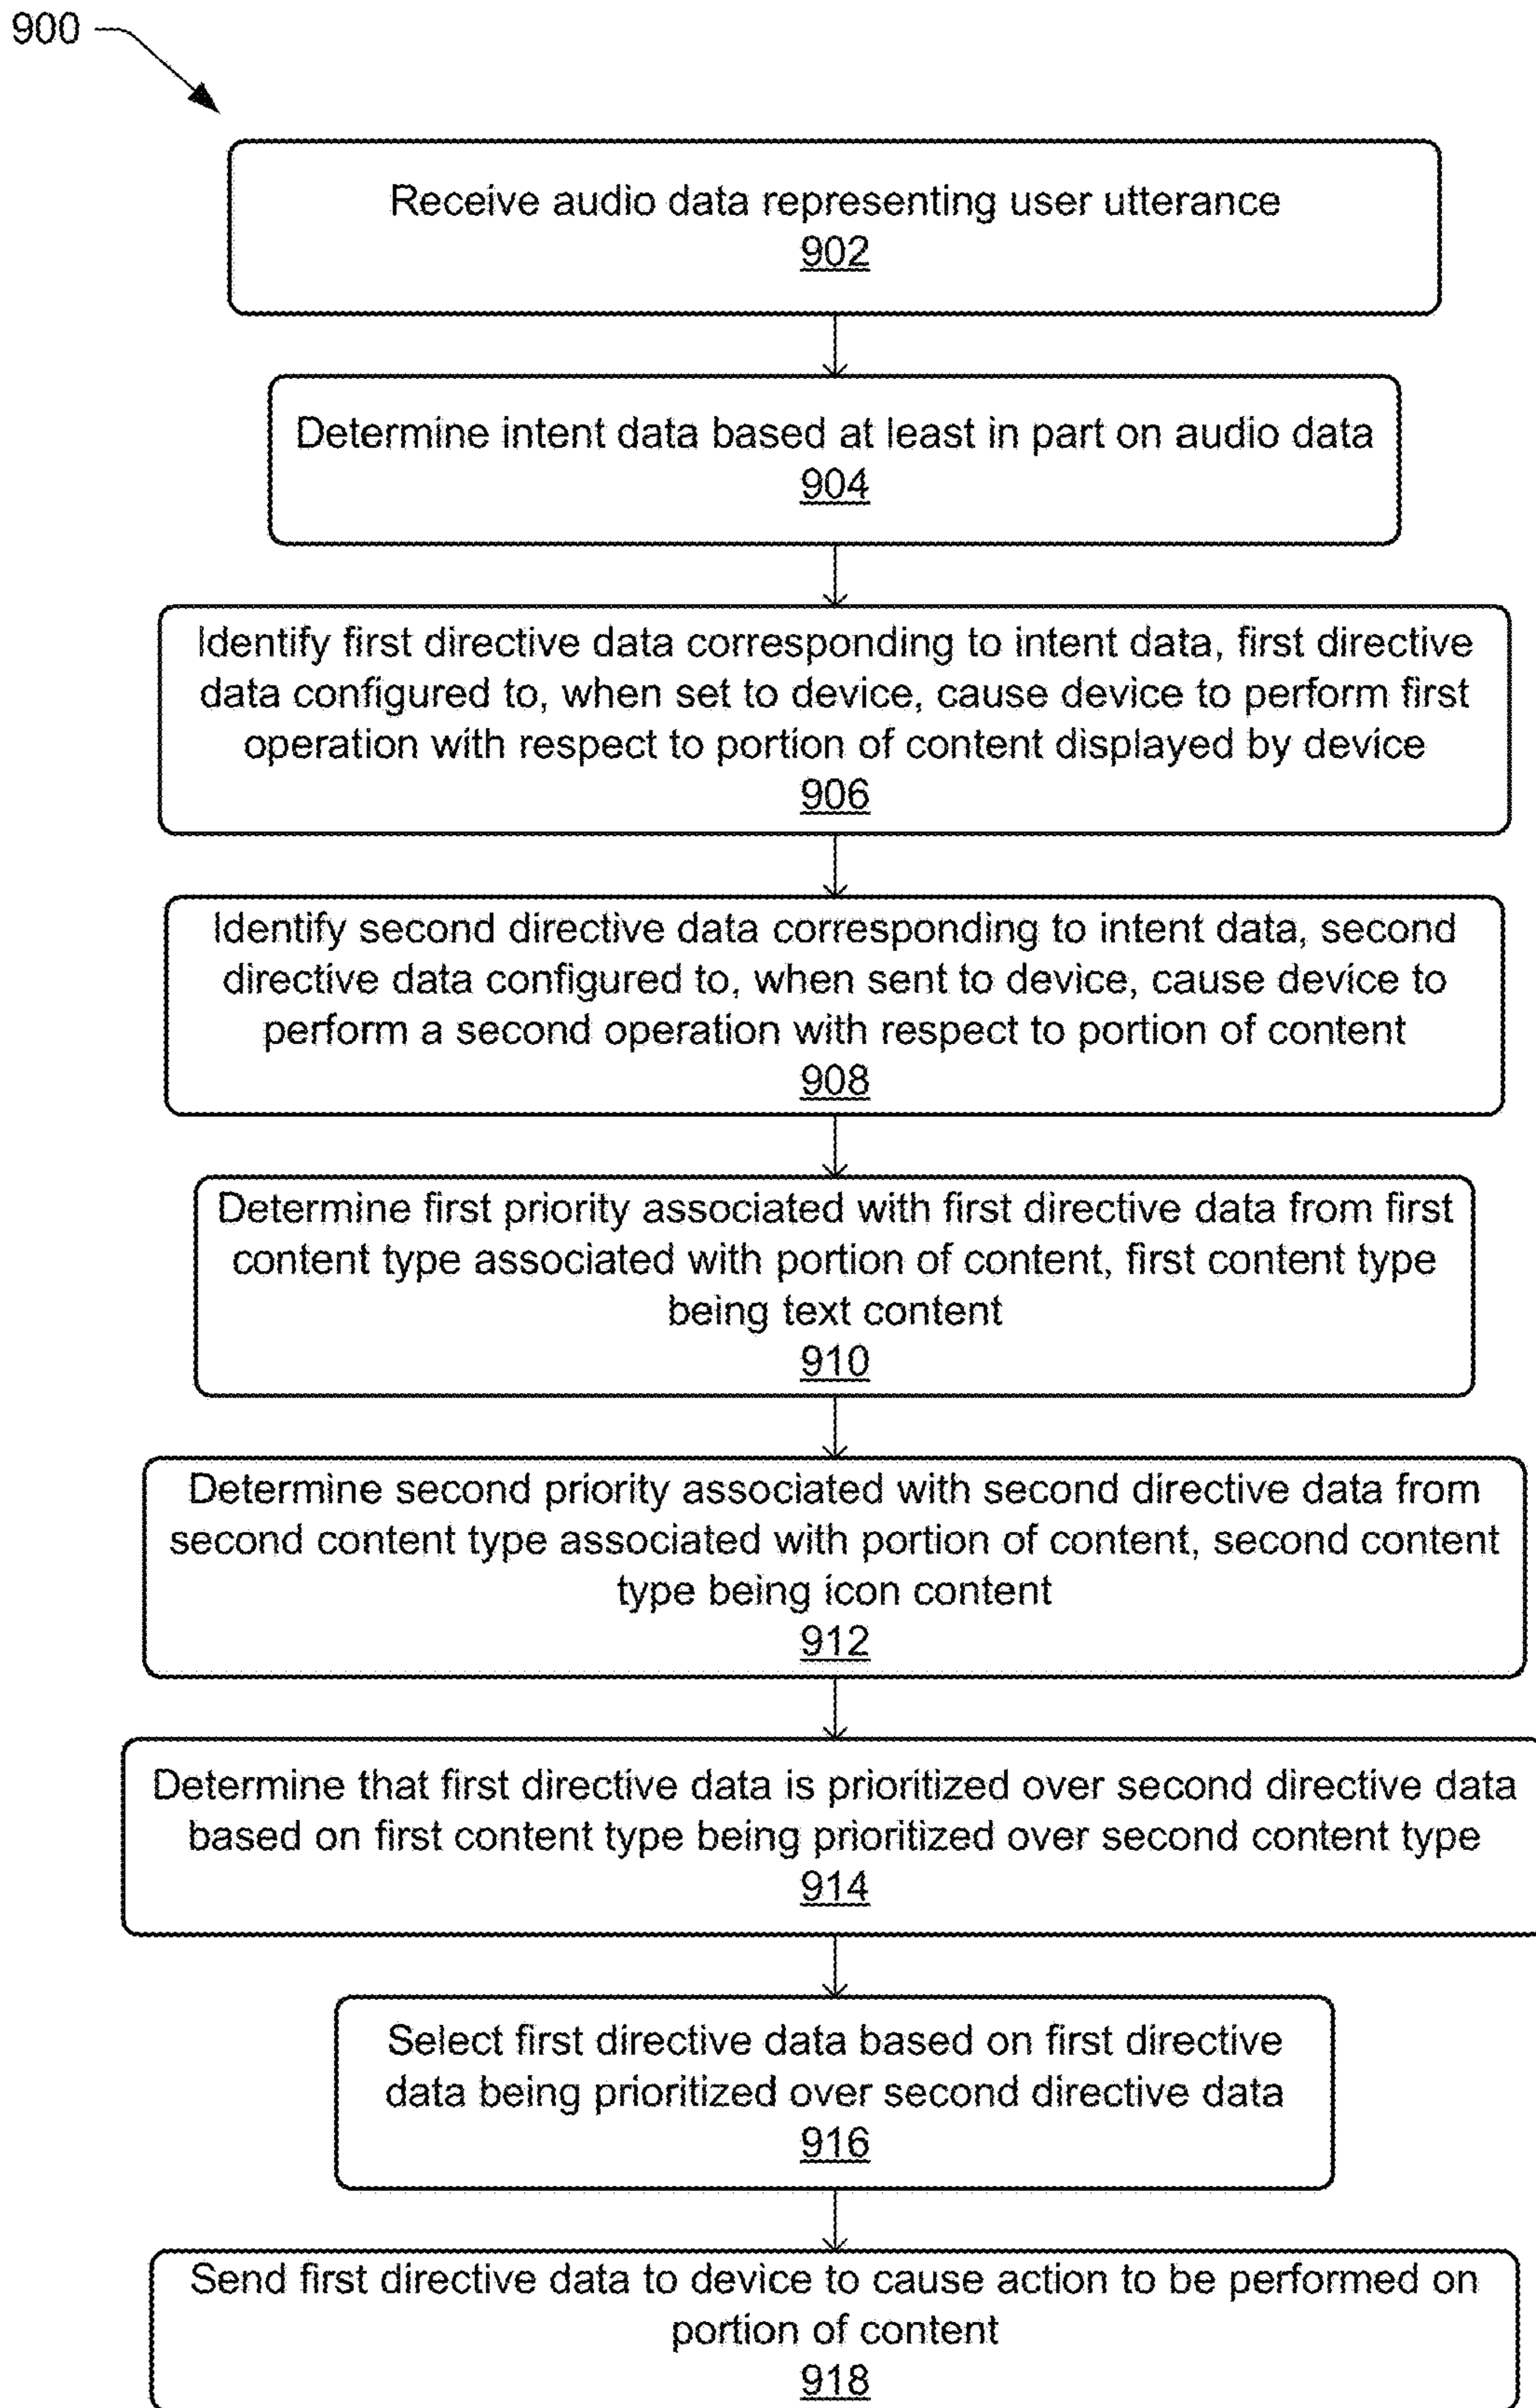 900
Receive audio data representing user utterance
902
Determine intent data based at least in part on audio data
904
Identify first directive data corresponding to intent data, first directive
data configured to, when set to device, cause device to perform first
operation with respect to portion of content displayed by device
906
Identify second directive data corresponding to intent data, second
directive data configured to, when sent to device, cause device to
perform a second operation with respect to portion of content
908
Determine first priority associated with first directive data from first
content type associated with portion of content, first content type
being text content
910
Determine second priority associated with second directive data from
second content type associated with portion of content, second content
type being icon content
912
Determine that first directive data is prioritized over second directive data
based on first content type being prioritized over second content type
914
Select first directive data based on first directive
data being prioritized over second directive data
916
Send first directive data to device to cause action to be performed on
portion of content
918